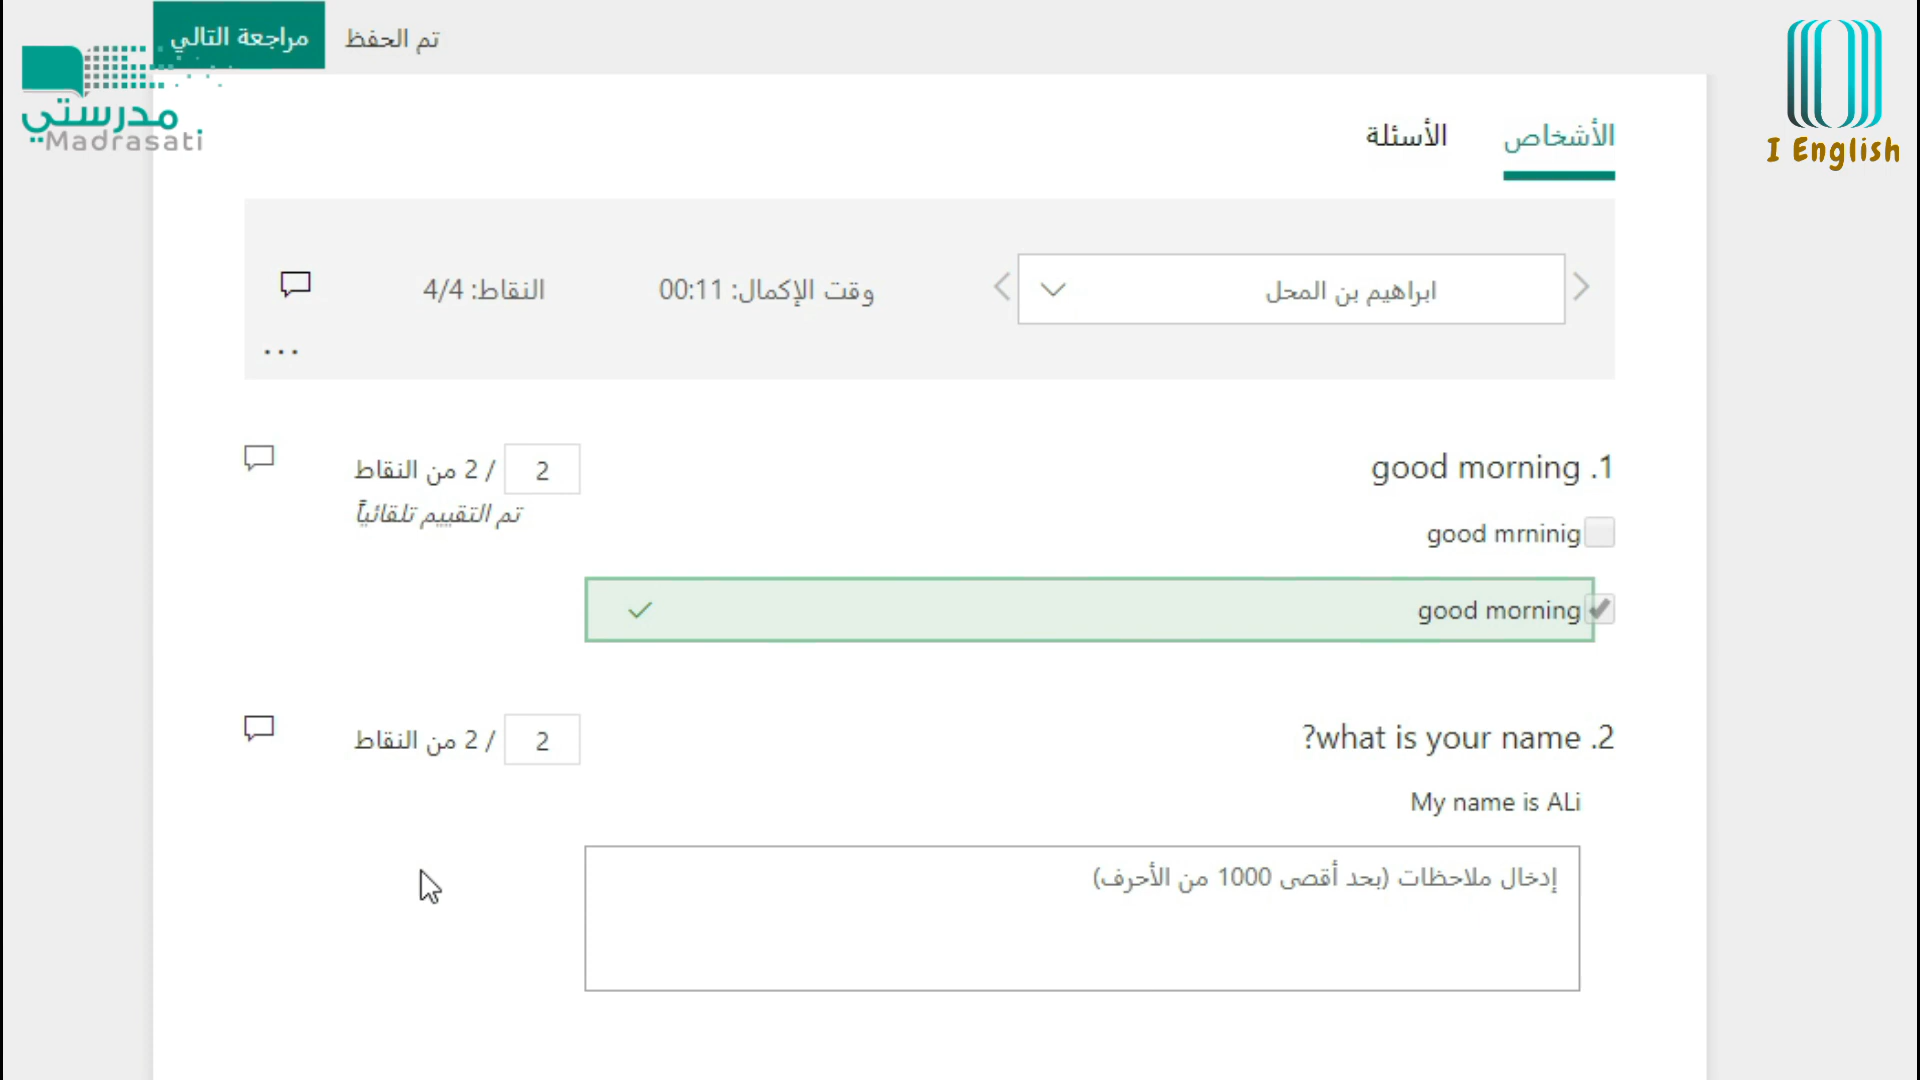 مراجعة التالي
تم الحفظ
مدرستي
Madrasati
I English
الأشخاص
الأسئلة
ابراهيم بن المحل
وقت الإكمال: 00:11
النقاط: 4/4
1. good morning
2 / 2 من النقاط
تم التقييم تلقائياً
good mrninig
good morning
2. what is your name?
2 / 2 من النقاط
My name is ALi
إدخال ملاحظات (بحد أقصى 1000 من الأحرف)